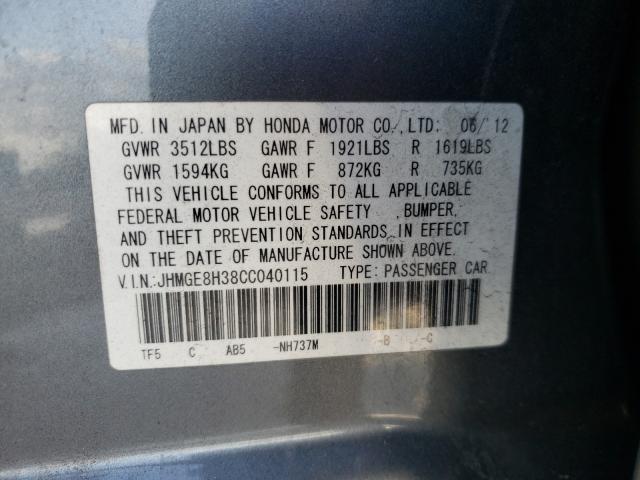 MFD. IN JAPAN BY HONDA MOTOR CO.,LTD: 06/'12
GVWR 3512LBS GAWR F 1921LBS R 1619LBS
GVWR 1594KG GAWR F 872KG R 735KG
THIS VEHICLE CONFORMS TO ALL APPLICABLE
FEDERAL MOTOR VEHICLE SAFETY ,BUMPER,
AND THEFT PREVENTION STANDARDS IN EFFECT
ON THE DATE OF MANUFACTURE SHOWN ABOVE.
V.I.N.:JHMGE8H38CC040115 TYPE: PASSENGER CAR
TF5 C AB5 -NH737M -B -C